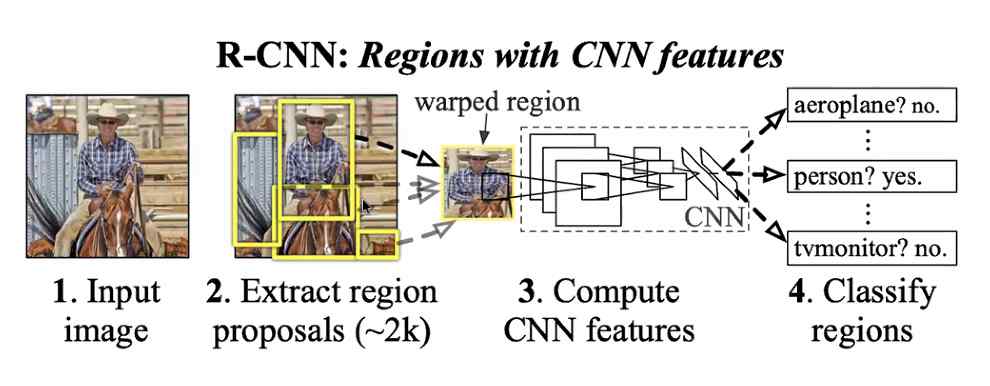 R-CNN: Regions with CNN features
warped region
aeroplane? no.
person? yes.
tvmonitor? no.
CNN
1. Input
image
2. Extract region
proposals (~2k)
3. Compute
CNN features
4. Classify
regions